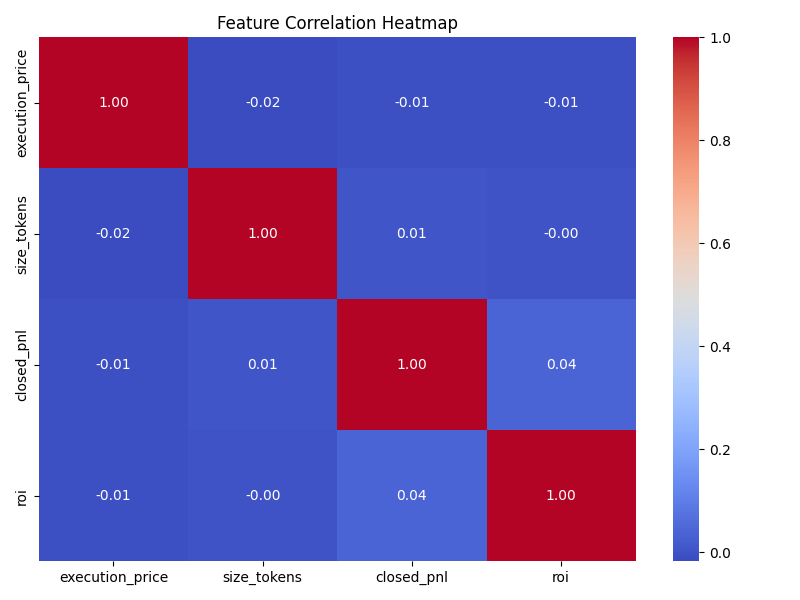 Feature Correlation Heatmap
execution_price
1.00
-0.02
-0.01
-0.01
size_tokens
-0.02
1.00
0.01
-0.00
closed_pnl
-0.01
0.01
1.00
0.04
roi
-0.01
-0.00
0.04
1.00
execution_price
size_tokens
closed_pnl
roi
1.0
0.8
0.6
0.4
0.2
0.0